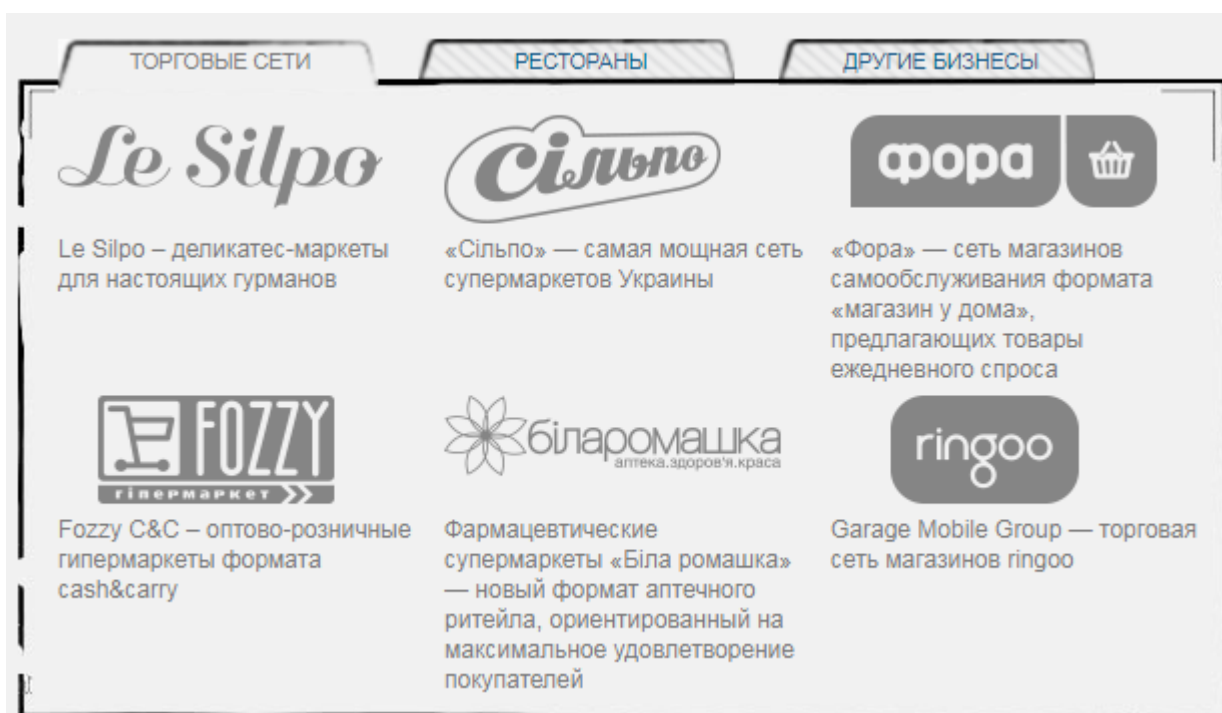 ТОРГОВЫЕ СЕТИ
РЕСТОРАНЫ
ДРУГИЕ БИЗНЕСЫ
Le Silpo
Le Silpo – деликатес-маркеты
для настоящих гурманов
Сільпо
«Сільпо» — самая мощная сеть
супермаркетов Украины
фора
«Фора» — сеть магазинов
самообслуживания формата
«магазин у дома»,
предлагающих товары
ежедневного спроса
FOZZY
гіпермаркет
Fozzy C&C – оптово-розничные
гипермаркеты формата
cash&carry
біларомашка
аптека.здоров'я.краса
Фармацевтические
супермаркеты «Біла ромашка»
— новый формат аптечного
ритейла, ориентированный на
максимальное удовлетворение
покупателей
ringoo
Garage Mobile Group — торговая
сеть магазинов ringoo